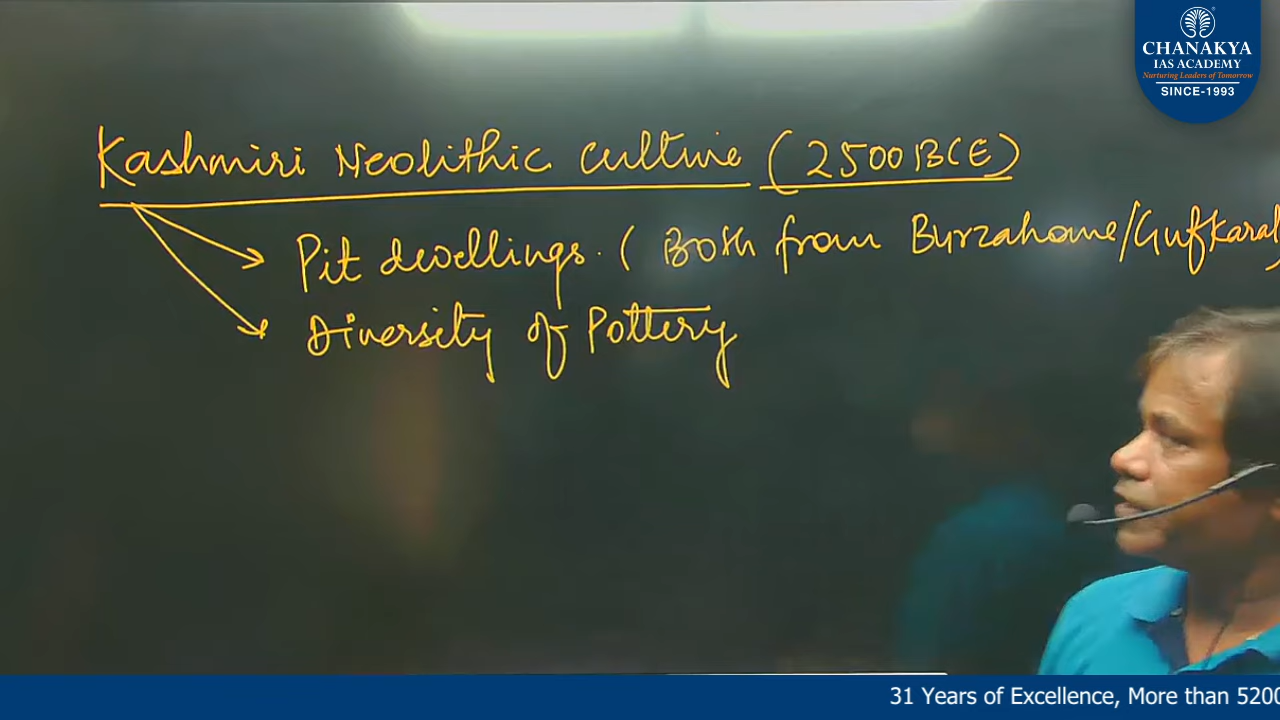 CHANAKYA
IAS ACADEMY
Nurturing Leaders of Tomorrow
SINCE-1993
Kashmiri Neolithic Culture (2500 BCE)
Pit dwellings. ( Both from Burzahome/Gufkaral)
Diversity of Pottery
31 Years of Excellence, More than 5200